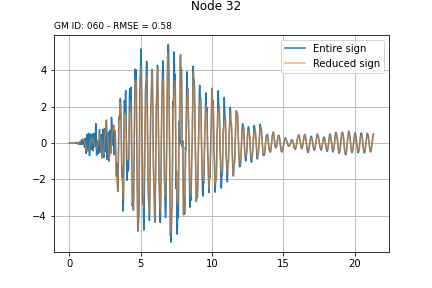 Node 32
GM ID: 060 - RMSE = 0.58
Entire sign
Reduced sign
4
2
0
−2
−4
0 5 10 15 20